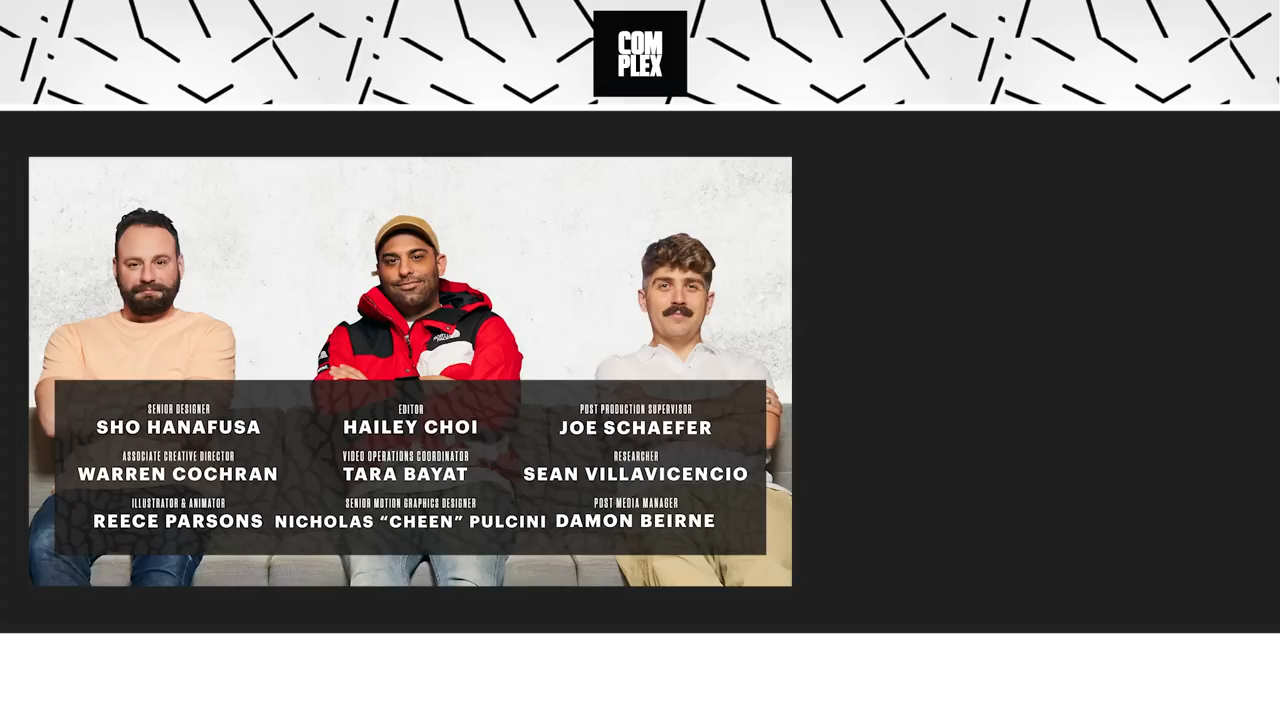 COM
PLEX
SENIOR DESIGNER
SHO HANAFUSA
EDITOR
HAILEY CHOI
POST PRODUCTION SUPERVISOR
JOE SCHAEFER
ASSOCIATE CREATIVE DIRECTOR
WARREN COCHRAN
VIDEO OPERATIONS COORDINATOR
TARA BAYAT
RESEARCHER
SEAN VILLAVICENCIO
ILLUSTRATOR & ANIMATOR
REECE PARSONS
SENIOR MOTION GRAPHICS DESIGNER
NICHOLAS “CHEEN” PULCINI
POST MEDIA MANAGER
DAMON BEIRNE